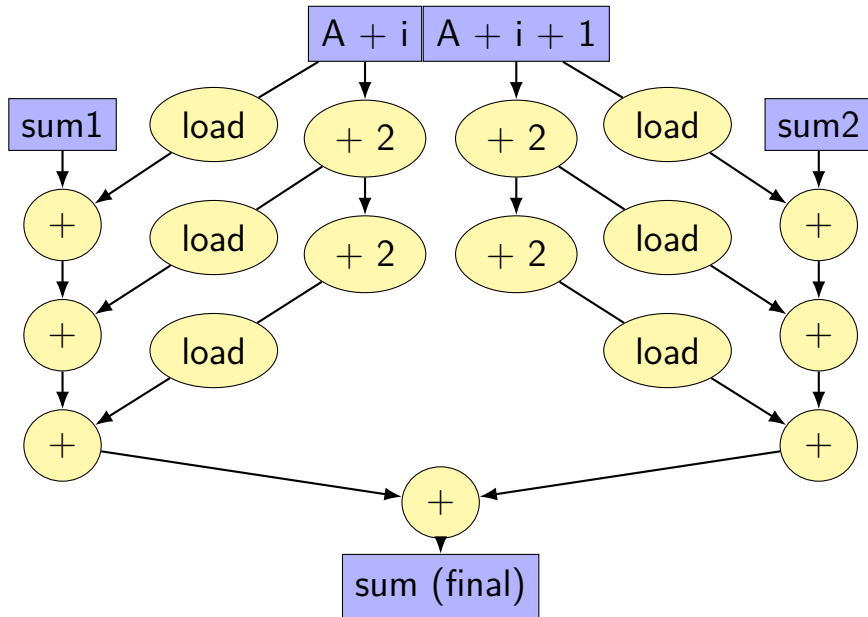 A + i
A + i + 1
sum1
load
+ 2
+ 2
load
sum2
+
load
+ 2
+ 2
load
+
+
load
load
+
+
+
+
sum (final)